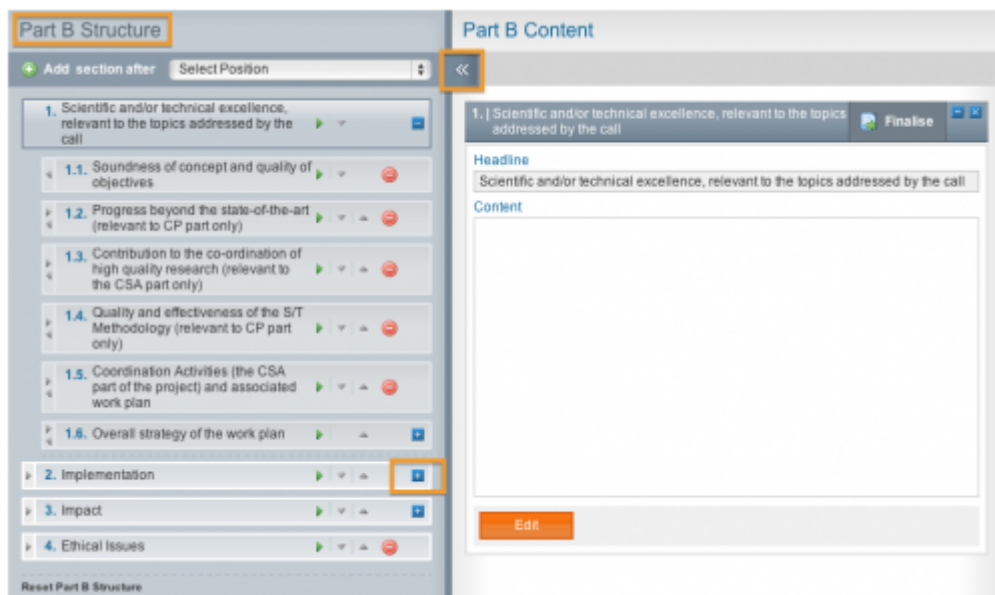 Part B Structure
Part B Content
Add section after Select Position
1. Scientific and/or technical excellence,
relevant to the topics addressed by the
call
1.1. Soundness of concept and quality of
objectives
1.2. Progress beyond the state-of-the-art
(relevant to CP part only)
1.3. Contribution to the co-ordination of
high quality research (relevant to
the CSA part only)
1.4. Quality and effectiveness of the S/T
Methodology (relevant to CP part
only)
1.5. Coordination Activities (the CSA
part of the project) and associated
work plan
1.6. Overall strategy of the work plan
2. Implementation
3. Impact
4. Ethical Issues
Reset Part B Structure
1. | Scientific and/or technical excellence, relevant to the topics
addressed by the call
Finalise
Headline
Scientific and/or technical excellence, relevant to the topics addressed by the call
Content
Edit